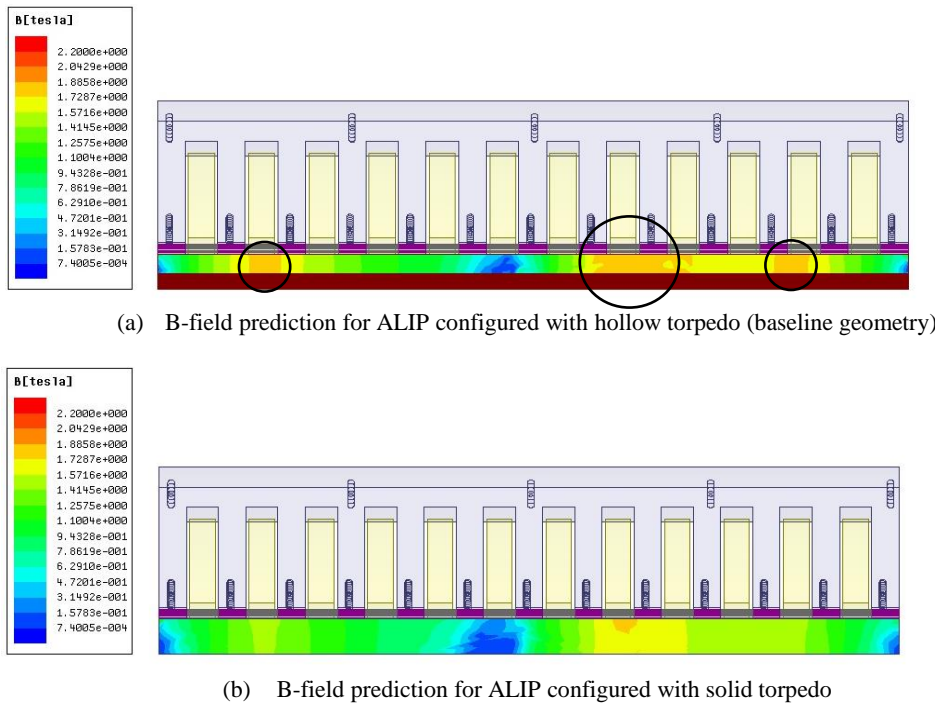 B[tesla]
2.2000e+000
2.0429e+000
1.8858e+000
1.7287e+000
1.5716e+000
1.4145e+000
1.2575e+000
1.1004e+000
9.4328e-001
7.8619e-001
6.2910e-001
4.7201e-001
3.1492e-001
1.5783e-001
7.4005e-004
(a) B-field prediction for ALIP configured with hollow torpedo (baseline geometry)
B[tesla]
2.2000e+000
2.0429e+000
1.8858e+000
1.7287e+000
1.5716e+000
1.4145e+000
1.2575e+000
1.1004e+000
9.4328e-001
7.8619e-001
6.2910e-001
4.7201e-001
3.1492e-001
1.5783e-001
7.4005e-004
(b) B-field prediction for ALIP configured with solid torpedo